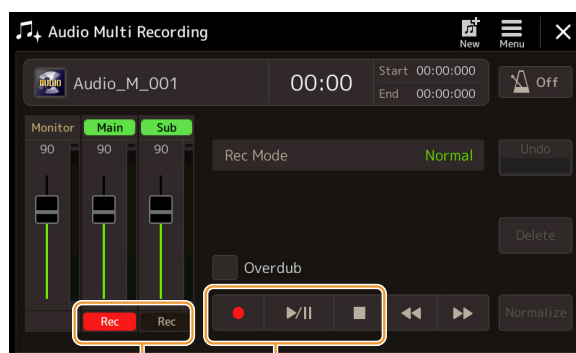 Audio Multi Recording
New
Menu
AUDIO
Audio_M_001
00:00
Start 00:00:000
End 00:00:000
Off
Monitor Main Sub
90 90 90
Rec Mode Normal
Undo
Delete
Overdub
Rec Rec
Normalize